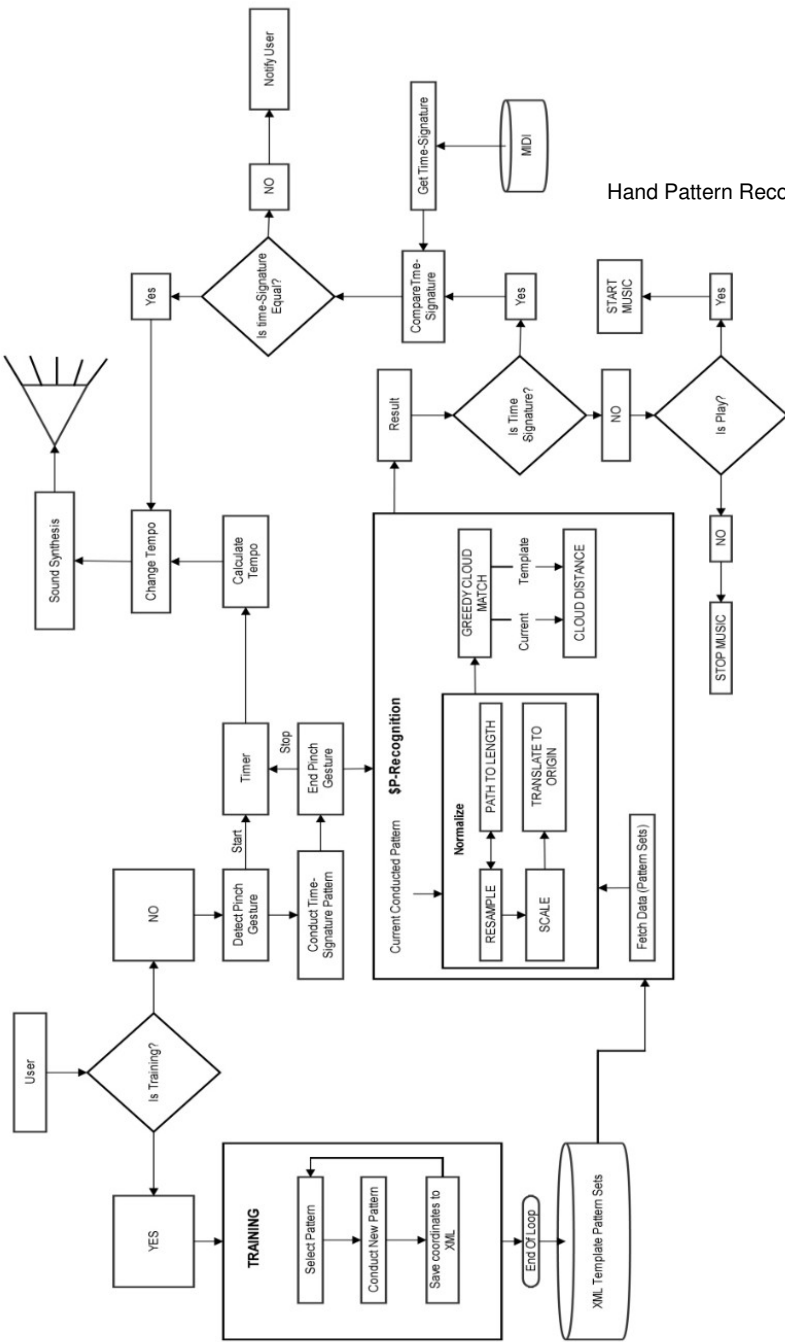 Hand Pattern Reco
User
Is Training?
YES
NO
TRAINING
Select Pattern
Conduct New Pattern
Save coordinates to
XML
End Of Loop
XML Template Pattern Sets
Detect Pinch
Gesture
Start
Timer
Conduct Time-
Signature Pattern
End Pinch
Gesture
Stop
Calculate
Tempo
Change Tempo
Sound Synthesis
Current Conducted Pattern
$P-Recognition
Normalize
RESAMPLE
PATH TO LENGTH
SCALE
TRANSLATE TO
ORIGIN
Fetch Data (Pattern Sets)
GREEDY CLOUD
MATCH
Current
Template
CLOUD DISTANCE
Result
Is Time
Signature?
Yes
NO
Is Play?
Yes
START
MUSIC
NO
STOP MUSIC
CompareTme-
Signature
Get Time-Signature
MIDI
Is time-Signature
Equal?
Yes
NO
Notify User